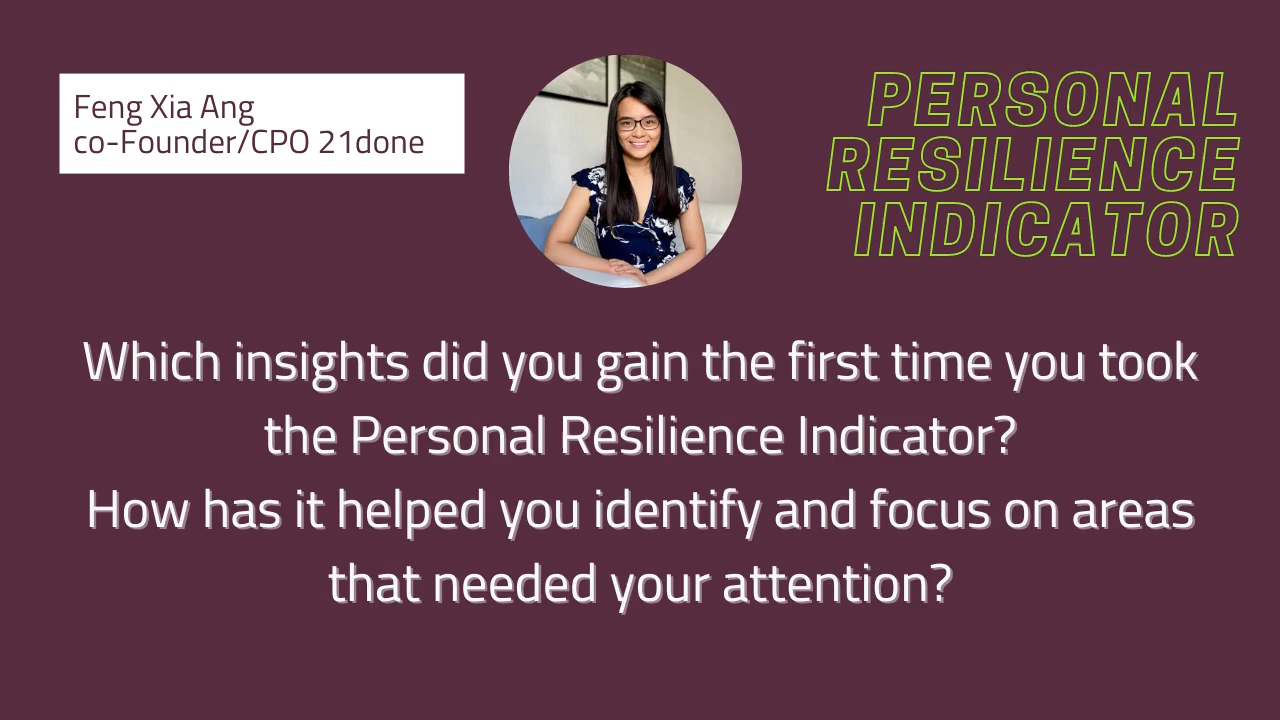 Feng Xia Ang
co-Founder/CPO 21done
PERSONAL
RESILIENCE
INDICATOR
Which insights did you gain the first time you took
the Personal Resilience Indicator?
How has it helped you identify and focus on areas
that needed your attention?